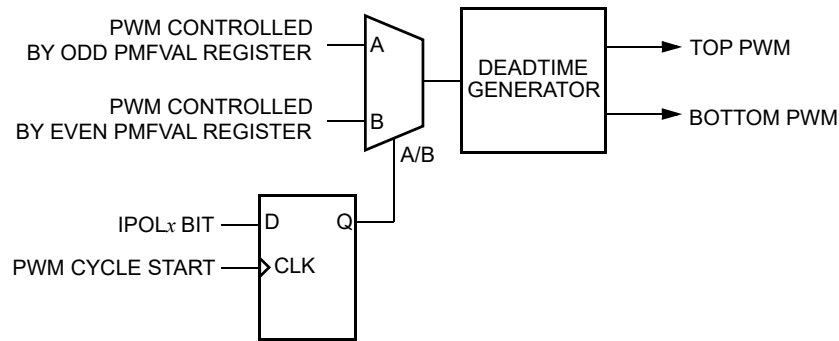 PWM CONTROLLED
BY ODD PMFVAL REGISTER
A
PWM CONTROLLED
BY EVEN PMFVAL REGISTER
B
A/B
DEADTIME
GENERATOR
TOP PWM
BOTTOM PWM
IPOLx BIT
D
Q
PWM CYCLE START
CLK